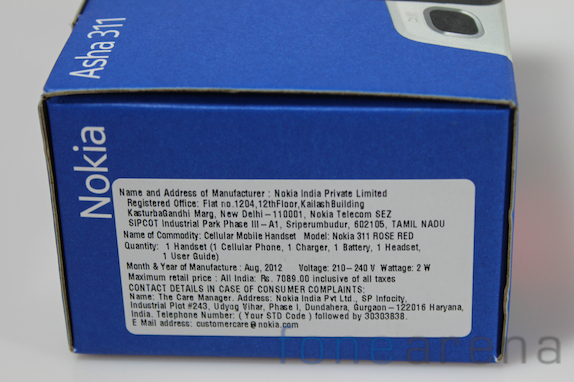 Asha 311
Nokia
Name and Address of Manufacturer : Nokia India Private Limited
Registered Office: Flat no.1204,12thFloor,KailashBuilding
KasturbaGandhi Marg, New Delhi–110001, Nokia Telecom SEZ
SIPCOT Industrial Park Phase III–A1, Sriperumbudur, 602105, TAMIL NADU
Name of Commodity: Cellular Mobile Handset Model: Nokia 311 ROSE RED
Quantity: 1 Handset (1 Cellular Phone, 1 Charger, 1 Battery, 1 Headset,
1 User Guide)
Month & Year of Manufacture : Aug, 2012 Voltage: 210–240 V Wattage: 2 W
Maximum retail price : All India: Rs. 7089.00 inclusive of all taxes
CONTACT DETAILS IN CASE OF CONSUMER COMPLAINTS:
Name: The Care Manager. Address: Nokia India Pvt Ltd., SP Infocity,
Industrial Plot #243, Udyog Vihar, Phase I, Dundahera, Gurgaon–122016 Haryana,
India. Telephone Number: ( Your STD Code ) followed by 30303838.
E Mail address: customercare@nokia.com
fonearena